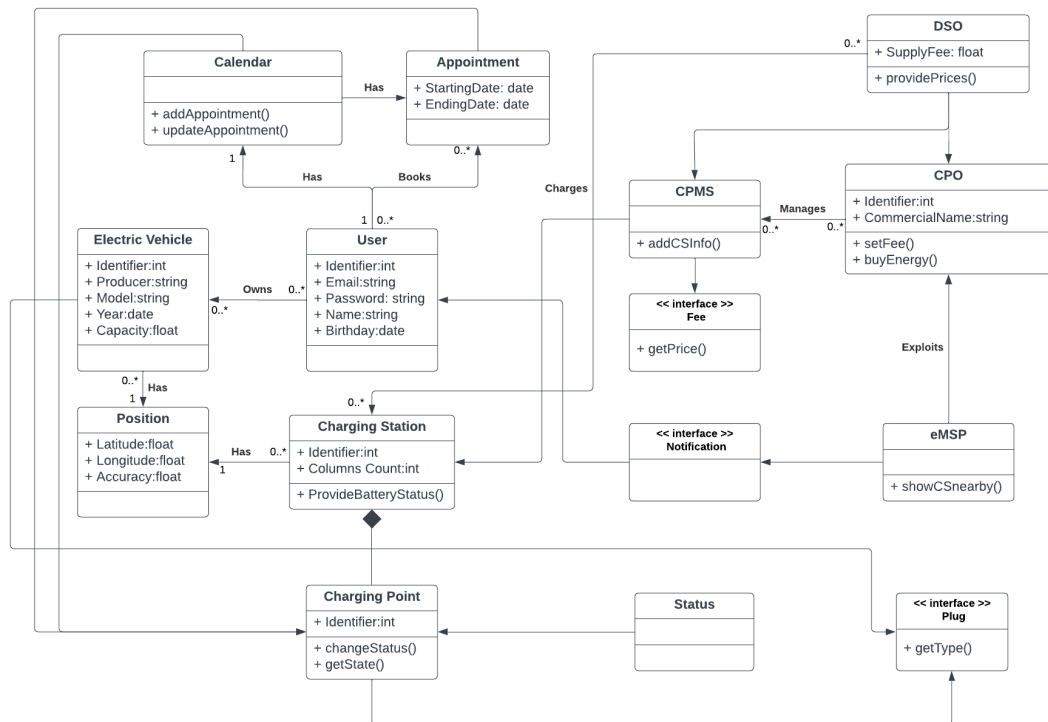 DSO
+ SupplyFee: float
+ providePrices()
0..*
Calendar
+ addAppointment()
+ updateAppointment()
Has
Appointment
+ StartingDate: date
+ EndingDate: date
1
0..*
Has
Books
1
0..*
Charges
CPMS
+ addCSInfo()
Manages
0..*
0..*
CPO
+ Identifier:int
+ CommercialName:string
+ setFee()
+ buyEnergy()
Electric Vehicle
+ Identifier:int
+ Producer:string
+ Model:string
+ Year:date
+ Capacity:float
Owns
0..*
0..*
User
+ Identifier:int
+ Email:string
+ Password: string
+ Name:string
+ Birthday:date
<< interface >>
Fee
+ getPrice()
Exploits
0..*
Has
1
Position
+ Latitude:float
+ Longitude:float
+ Accuracy:float
Has
0..*
1
0..*
Charging Station
+ Identifier:int
+ Columns Count:int
+ ProvideBatteryStatus()
<< interface >>
Notification
eMSP
+ showCSnearby()
Charging Point
+ Identifier:int
+ changeStatus()
+ getState()
Status
<< interface >>
Plug
+ getType()